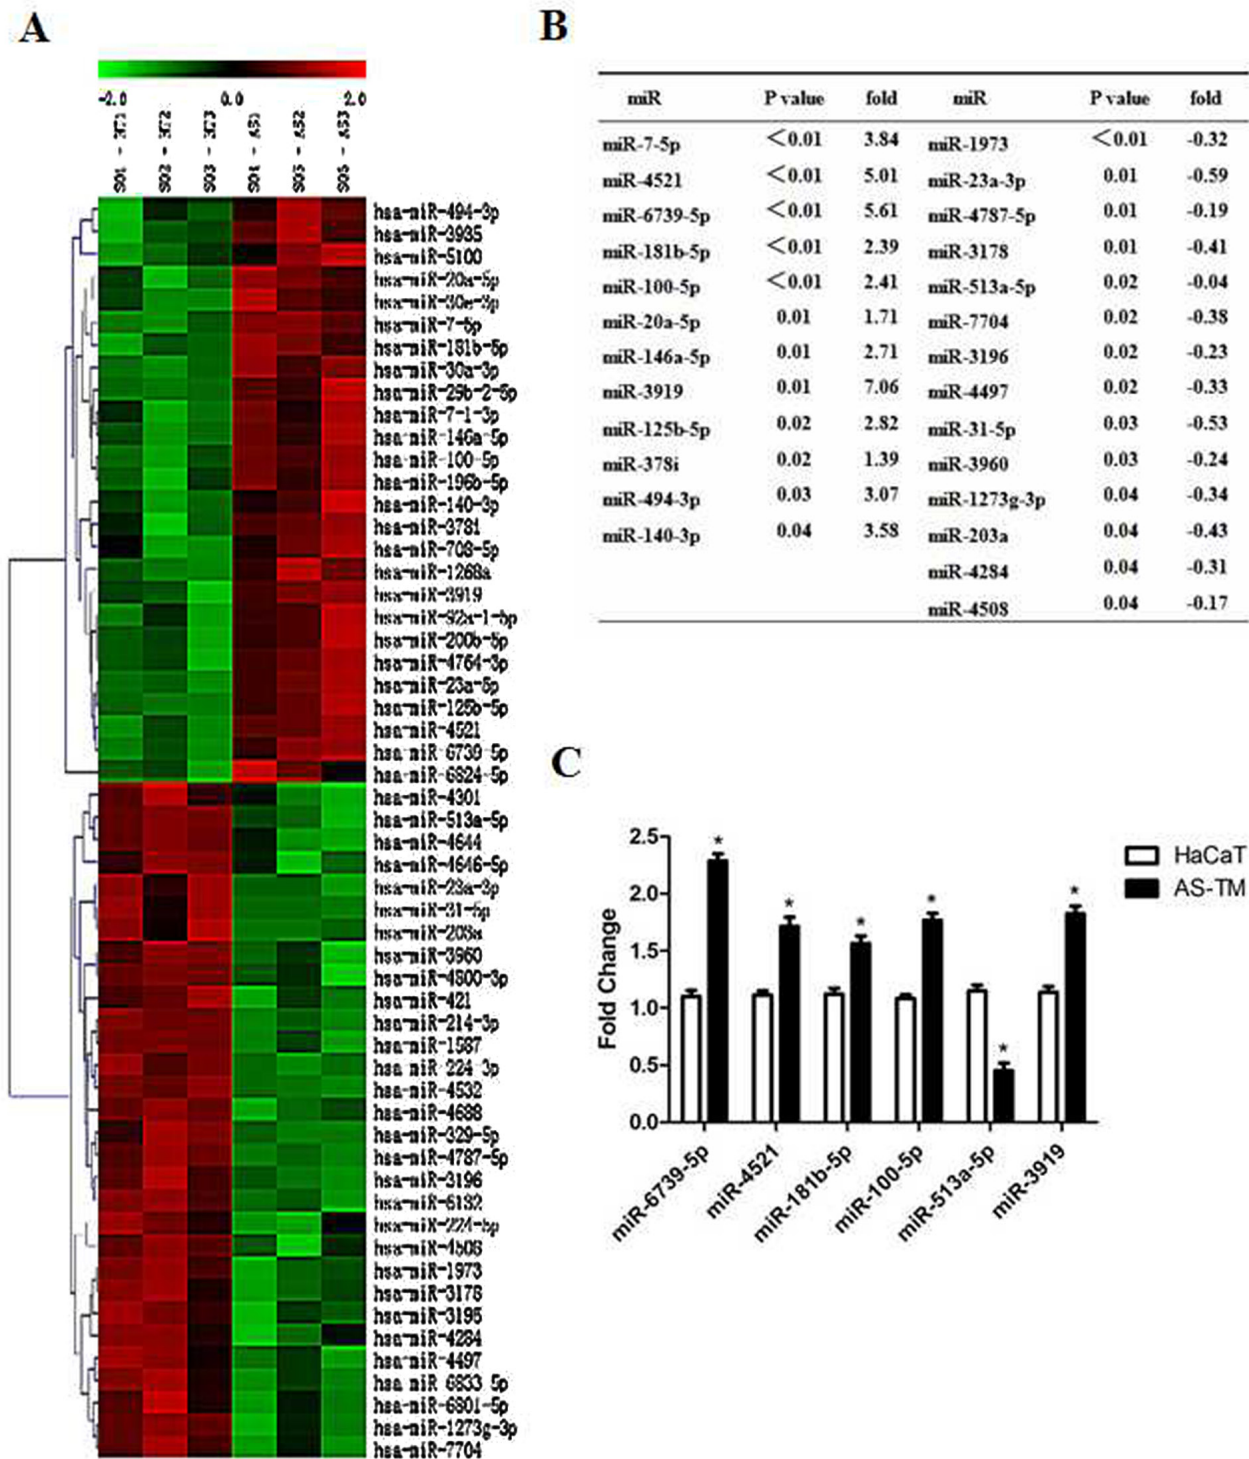 A
-2.0 0.0 2.0
hsa-miR-494-3p
hsa-miR-3935
hsa-miR-5100
hsa-miR-20a-5p
hsa-miR-30e-3p
hsa-miR-7-5p
hsa-miR-181b-5p
hsa-miR-30a-3p
hsa-miR-29b-2-5p
hsa-miR-7-1-3p
hsa-miR-146a-5p
hsa-miR-100-5p
hsa-miR-196b-5p
hsa-miR-140-3p
hsa-miR-3781
hsa-miR-708-5p
hsa-miR-1268a
hsa-miR-3919
hsa-miR-92a-1-5p
hsa-miR-200b-5p
hsa-miR-4764-3p
hsa-miR-23a-5p
hsa-miR-125b-5p
hsa-miR-4521
hsa-miR-6739-5p
hsa-miR-6824-5p
hsa-miR-4301
hsa-miR-513a-5p
hsa-miR-4644
hsa-miR-4646-5p
hsa-miR-23a-3p
hsa-miR-31-5p
hsa-miR-203a
hsa-miR-3960
hsa-miR-4800-3p
hsa-miR-421
hsa-miR-214-3p
hsa-miR-1587
hsa-miR-224-3p
hsa-miR-4532
hsa-miR-4688
hsa-miR-329-5p
hsa-miR-4787-5p
hsa-miR-3196
hsa-miR-6132
hsa-miR-224-5p
hsa-miR-4508
hsa-miR-1973
hsa-miR-3178
hsa-miR-3195
hsa-miR-4284
hsa-miR-4497
hsa-miR-6833-5p
hsa-miR-6801-5p
hsa-miR-1273g-3p
hsa-miR-7704
B
miR P value fold miR P value fold
miR-7-5p <0.01 3.84 miR-1973 <0.01 -0.32
miR-4521 <0.01 5.01 miR-23a-3p 0.01 -0.59
miR-6739-5p <0.01 5.61 miR-4787-5p 0.01 -0.19
miR-181b-5p <0.01 2.39 miR-3178 0.01 -0.41
miR-100-5p <0.01 2.41 miR-513a-5p 0.02 -0.04
miR-20a-5p 0.01 1.71 miR-7704 0.02 -0.38
miR-146a-5p 0.01 2.71 miR-3196 0.02 -0.23
miR-3919 0.01 7.06 miR-4497 0.02 -0.33
miR-125b-5p 0.02 2.82 miR-31-5p 0.03 -0.53
miR-378i 0.02 1.39 miR-3960 0.03 -0.24
miR-494-3p 0.03 3.07 miR-1273g-3p 0.04 -0.34
miR-140-3p 0.04 3.58 miR-203a 0.04 -0.43
miR-4284 0.04 -0.31
miR-4508 0.04 -0.17
C
Fold Change
2.5
2.0
1.5
1.0
0.5
0.0
* * * * * *
HaCaT
AS-TM
miR-6739-5p
miR-4521
miR-181b-5p
miR-100-5p
miR-513a-5p
miR-3919